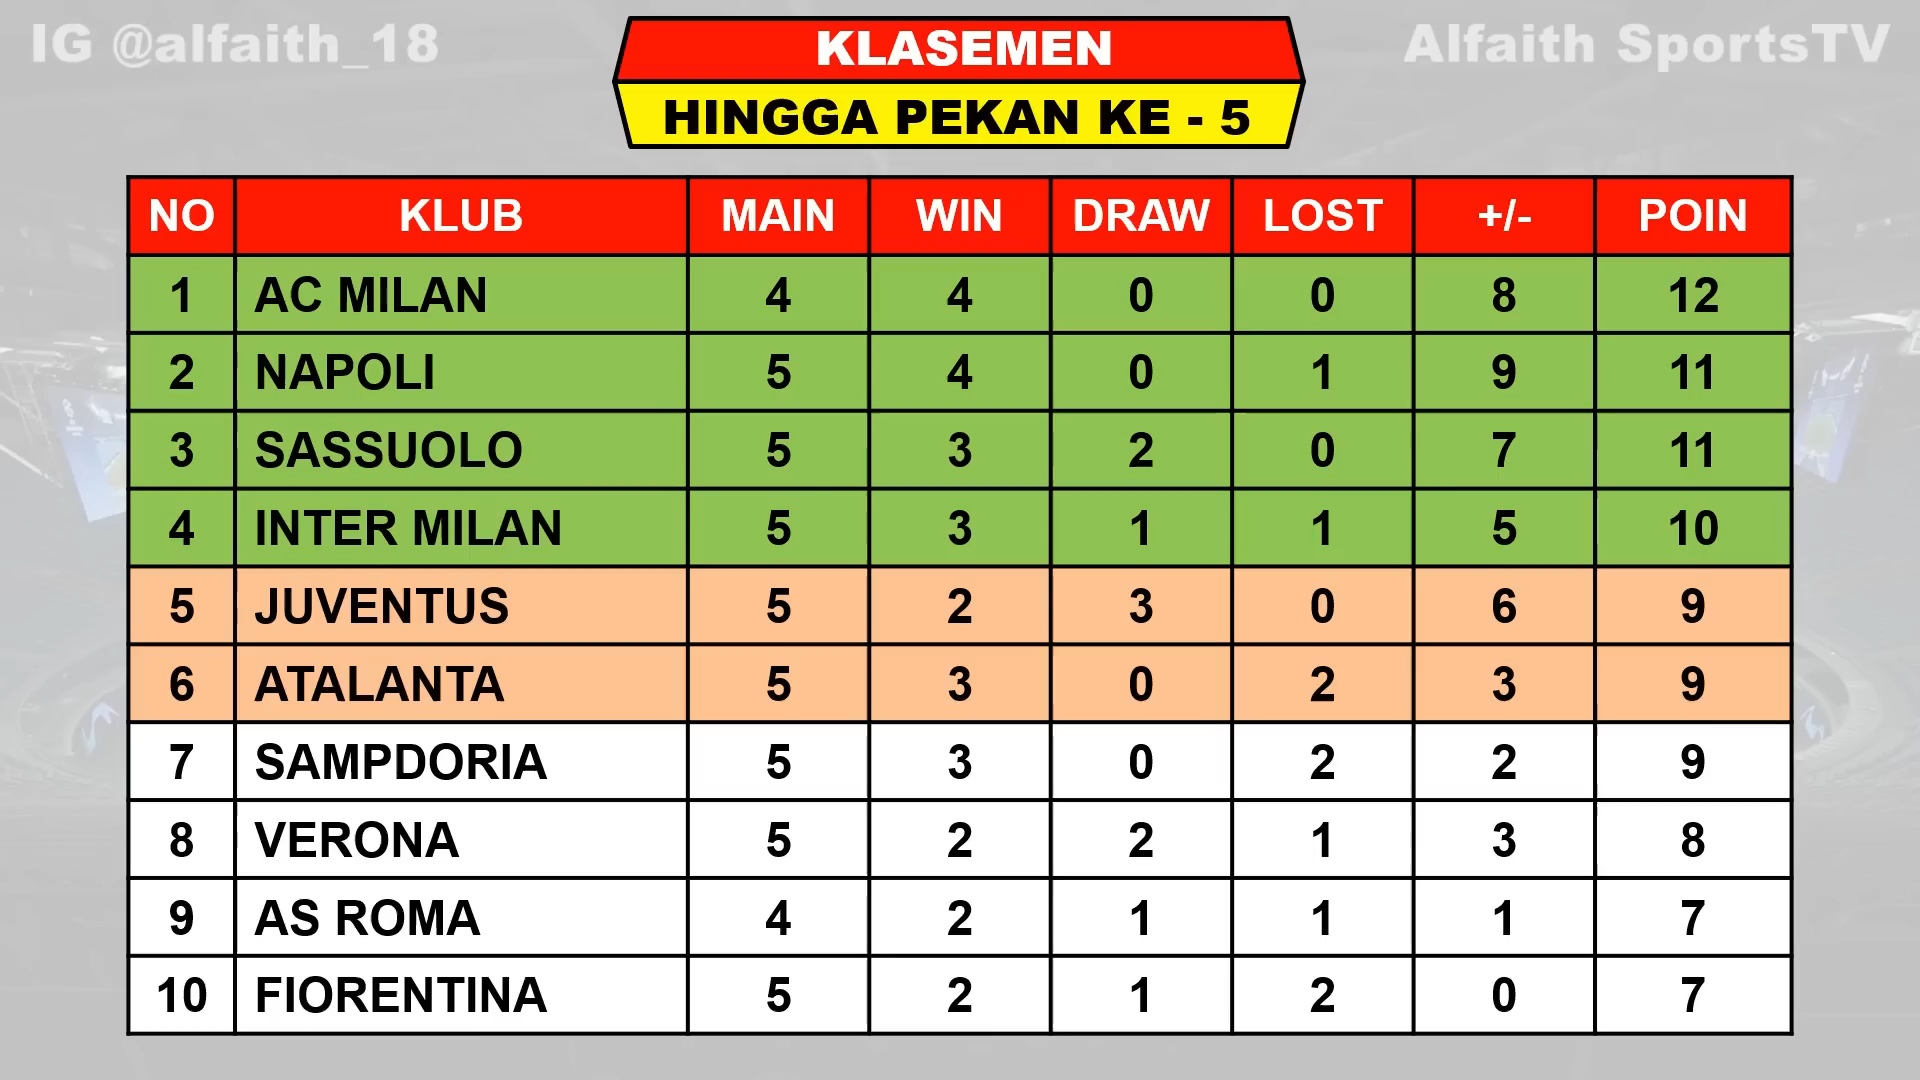 IG @alfaith_18
KLASEMEN
HINGGA PEKAN KE - 5
Alfaith SportsTV
NO KLUB MAIN WIN DRAW LOST +/- POIN
1 AC MILAN 4 4 0 0 8 12
2 NAPOLI 5 4 0 1 9 11
3 SASSUOLO 5 3 2 0 7 11
4 INTER MILAN 5 3 1 1 5 10
5 JUVENTUS 5 2 3 0 6 9
6 ATALANTA 5 3 0 2 3 9
7 SAMPDORIA 5 3 0 2 2 9
8 VERONA 5 2 2 1 3 8
9 AS ROMA 4 2 1 1 1 7
10 FIORENTINA 5 2 1 2 0 7